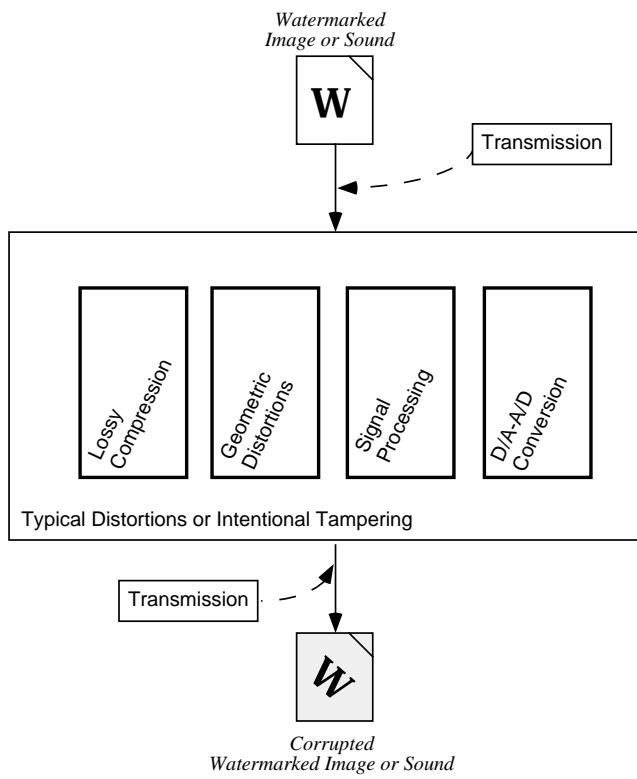 Watermarked
Image or Sound
W
Transmission
Lossy
Compression
Geometric
Distortions
Signal
Processing
D/A-A/D
Conversion
Typical Distortions or Intentional Tampering
Transmission
W
Corrupted
Watermarked Image or Sound